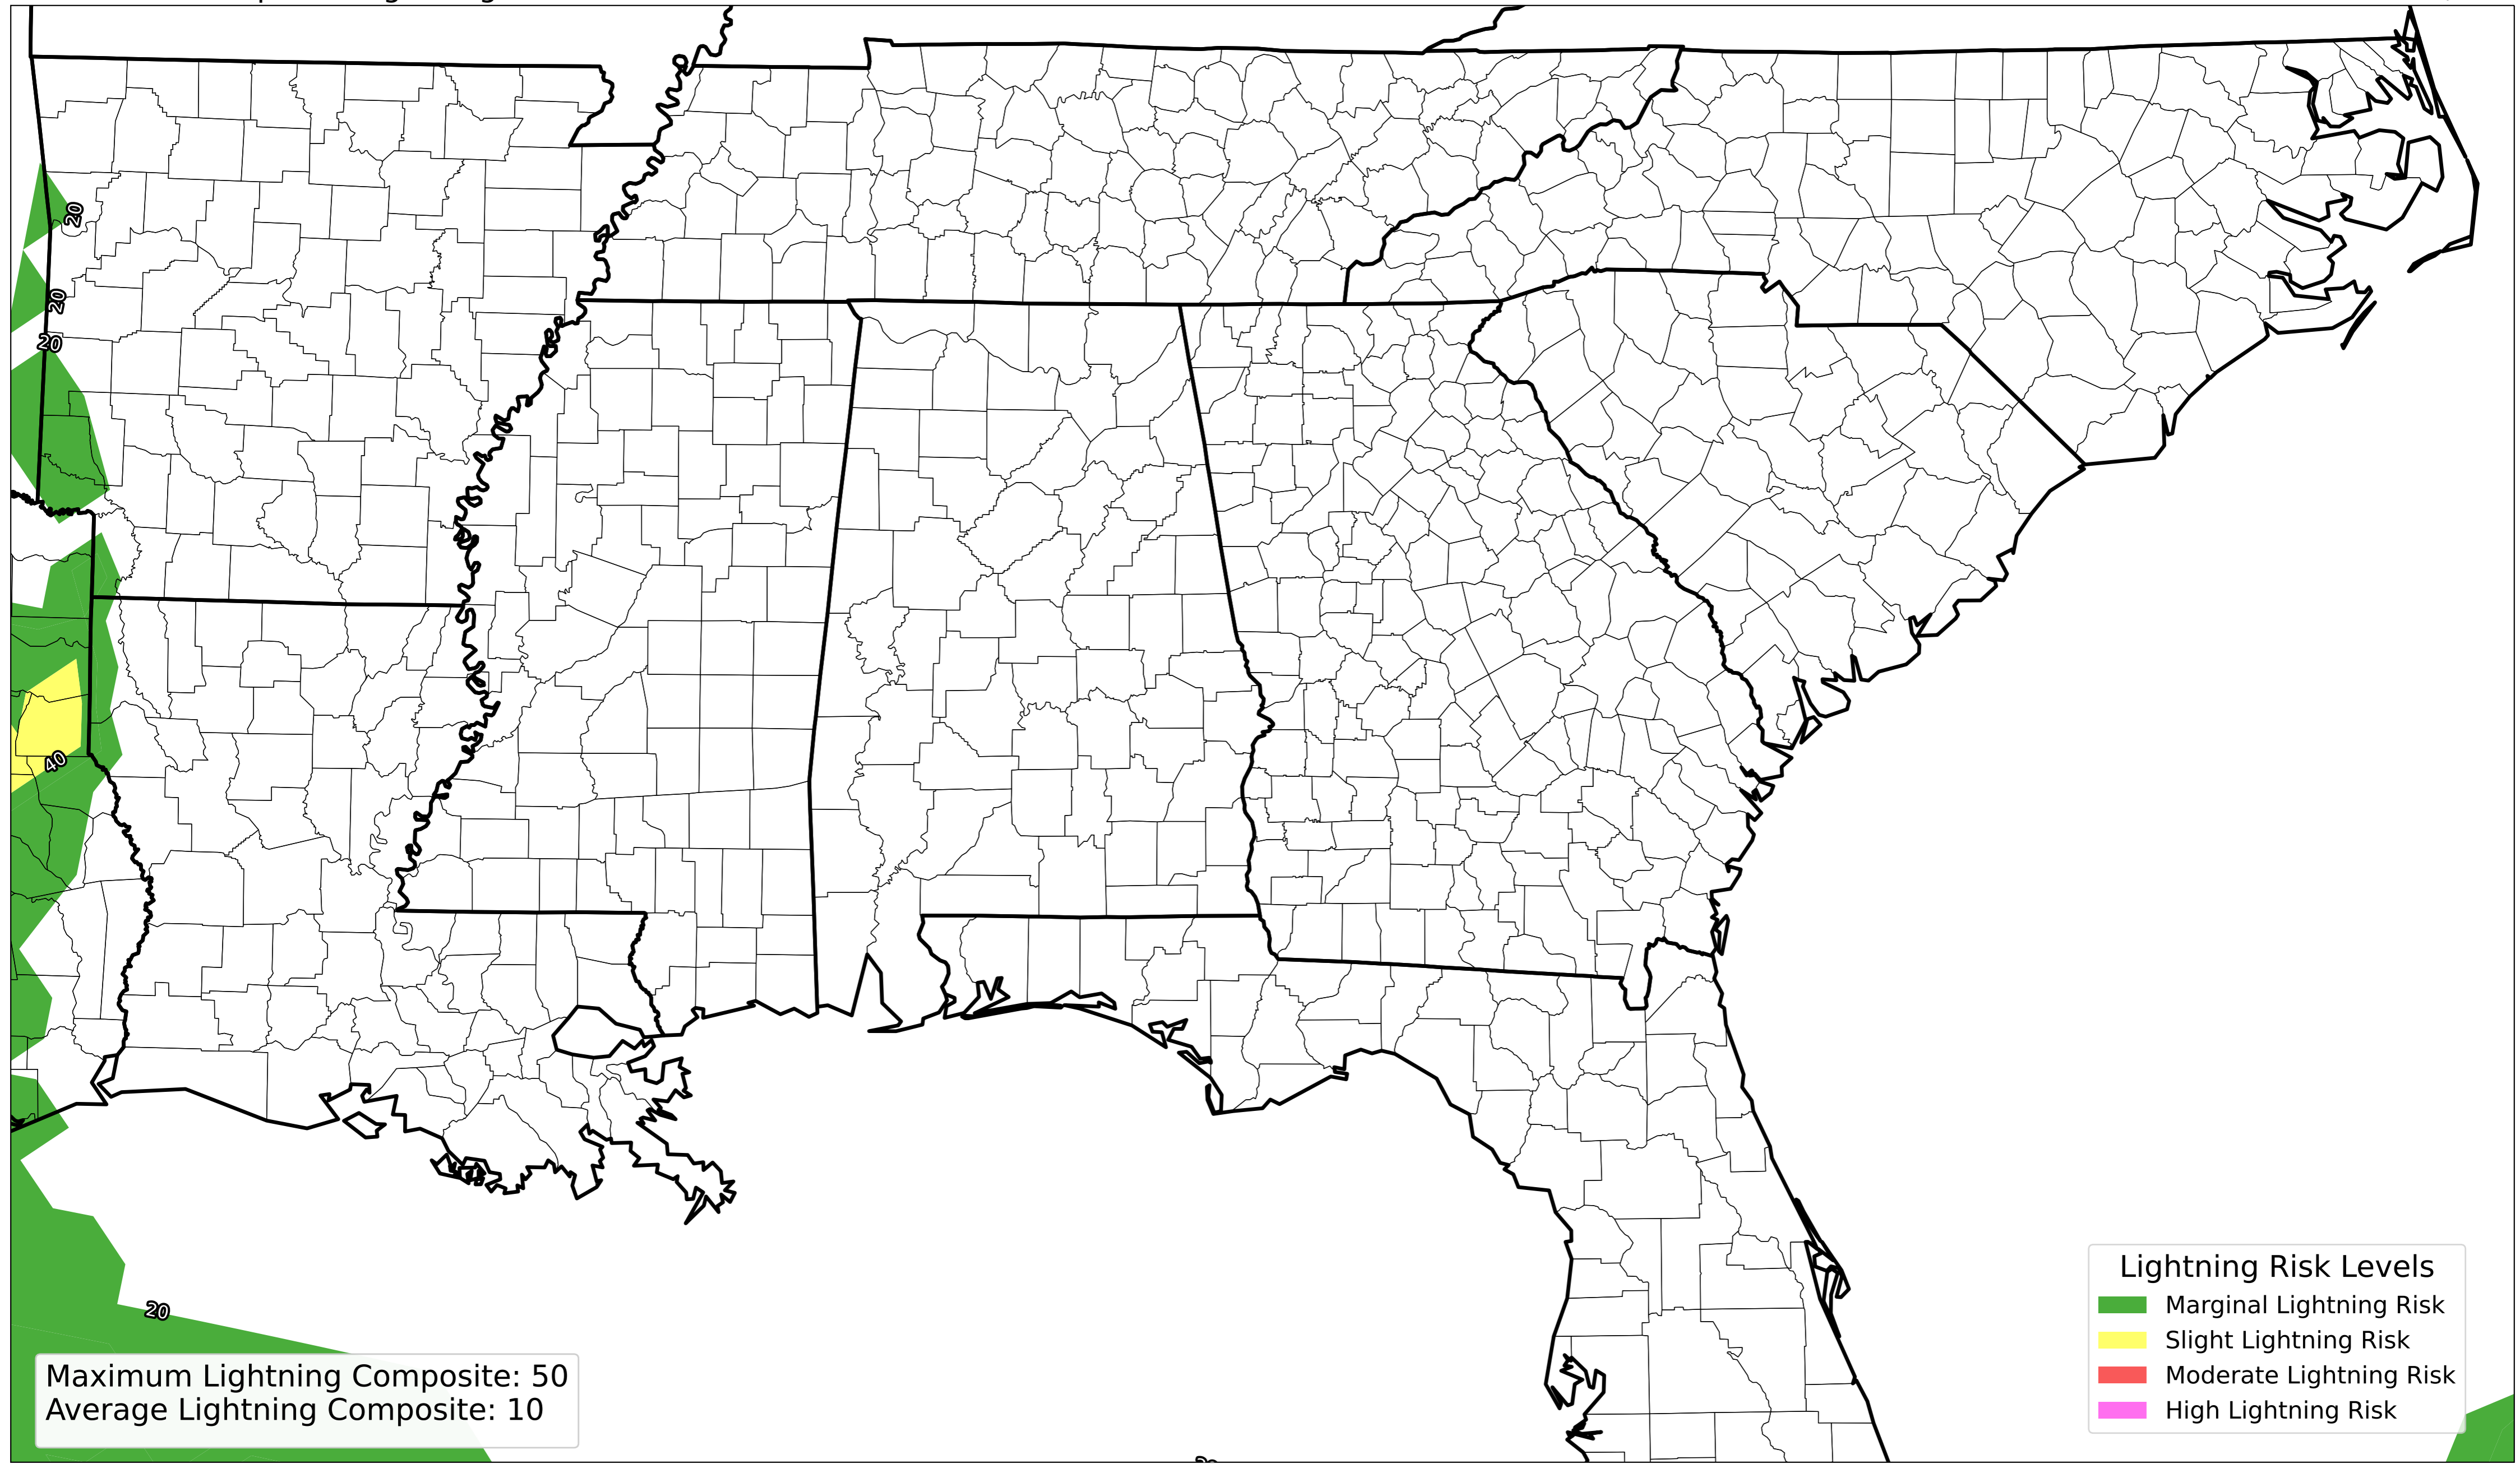 20
20
20
40
20
Maximum Lightning Composite: 50
Average Lightning Composite: 10
Lightning Risk Levels
Marginal Lightning Risk
Slight Lightning Risk
Moderate Lightning Risk
High Lightning Risk